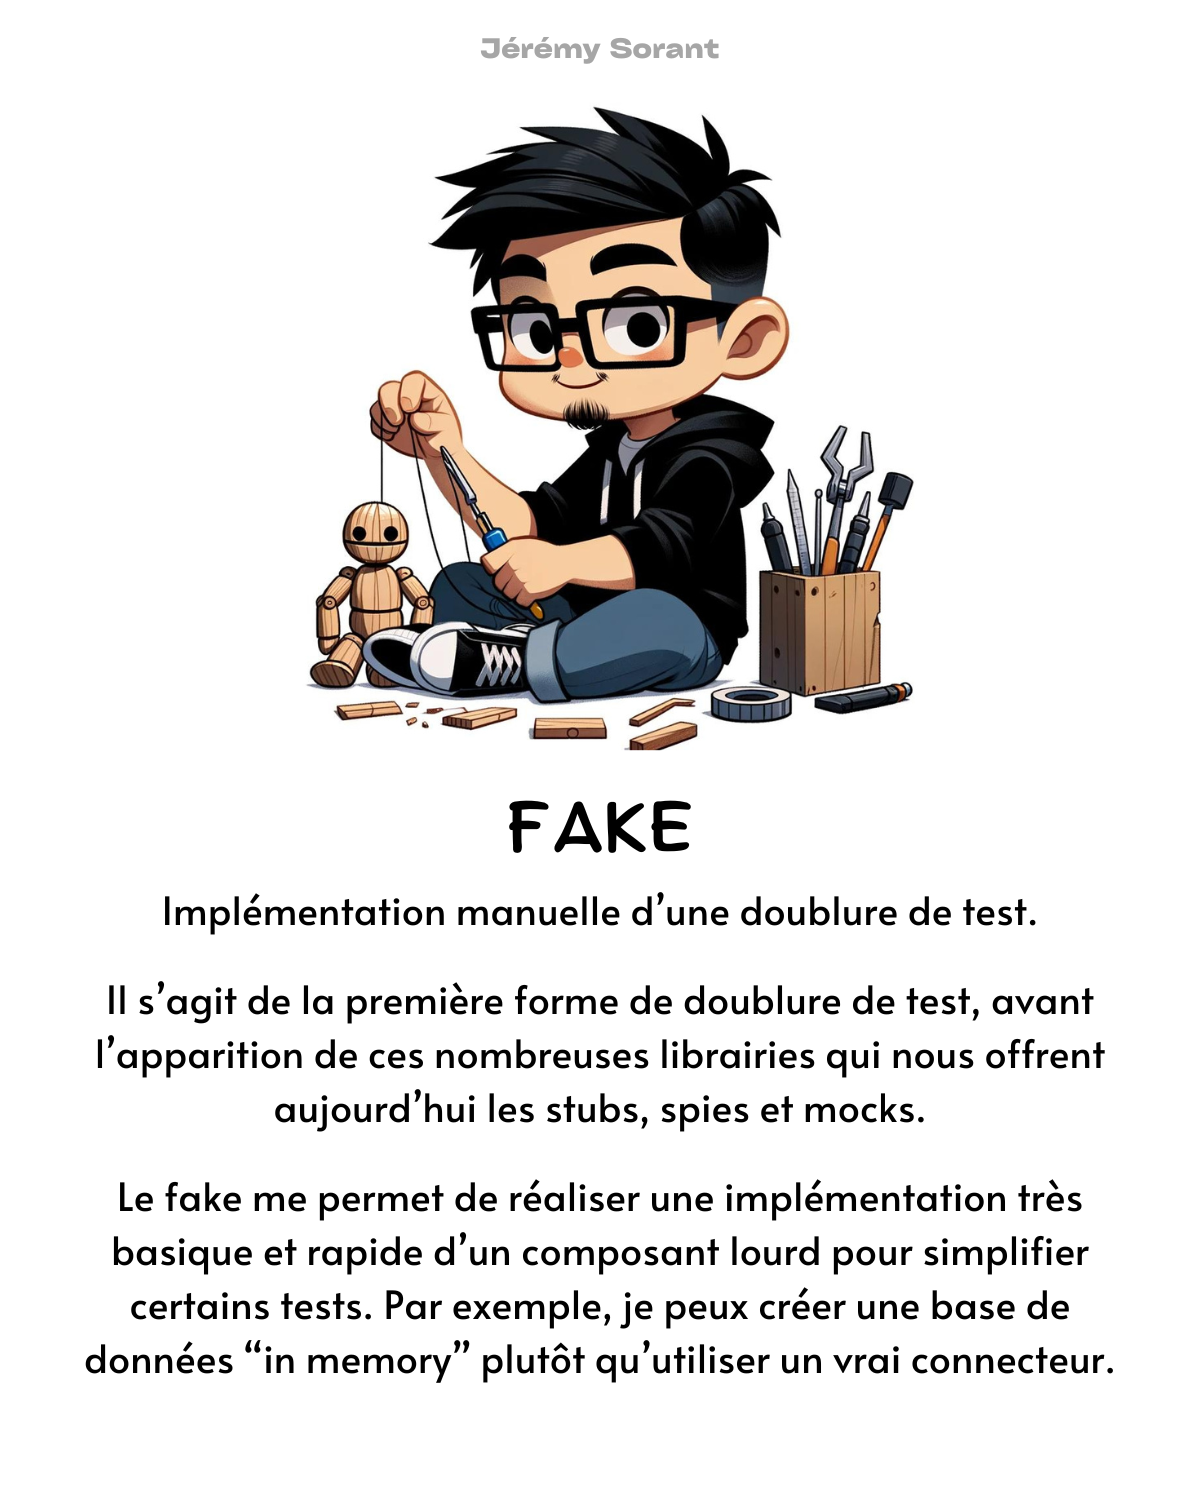 Jérémy Sorant
FAKE
Implémentation manuelle d’une doublure de test.
Il s’agit de la première forme de doublure de test, avant
l’apparition de ces nombreuses librairies qui nous offrent
aujourd’hui les stubs, spies et mocks.
Le fake me permet de réaliser une implémentation très
basique et rapide d’un composant lourd pour simplifier
certains tests. Par exemple, je peux créer une base de
données “in memory” plutôt qu’utiliser un vrai connecteur.